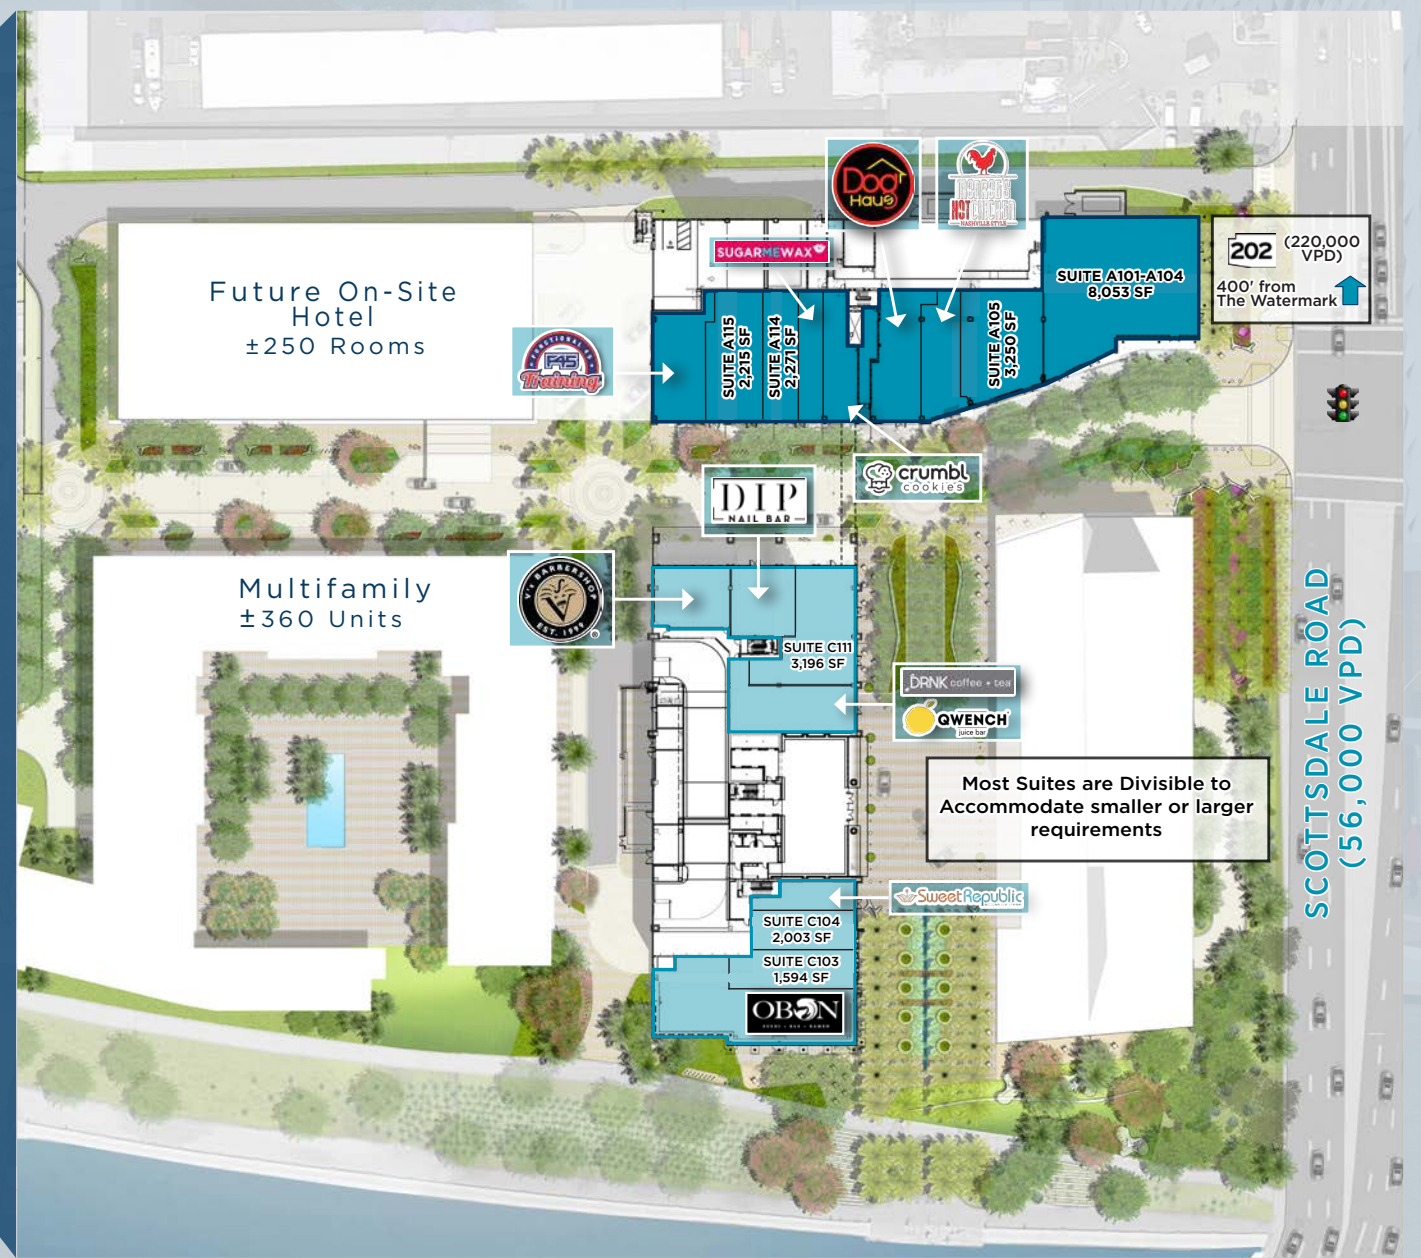 Dog
Haus
HOT CHICKEN
NASHVILLE STYLE
SUGARMEWAX
202
(220,000
VPD)
400' from
The Watermark
SUITE A101-A104
8,053 SF
Future On-Site
Hotel
±250 Rooms
FUNCTIONAL
F45
Training
SUITE A115
2,215 SF
SUITE A114
2,271 SF
SUITE A105
3,250 SF
crumbl
cookies
DIP
NAIL BAR
Multifamily
±360 Units
V's BARBERSHOP
EST. 1999
®
SUITE C111
3,196 SF
DRNK coffee + tea
QWENCH
juice bar
SCOTTSDALE ROAD
(56,000 VPD)
Most Suites are Divisible to
Accommodate smaller or larger
requirements
SweetRepublic
SUITE C104
2,003 SF
SUITE C103
1,594 SF
OBON
SUSHI • BAR • RAMEN